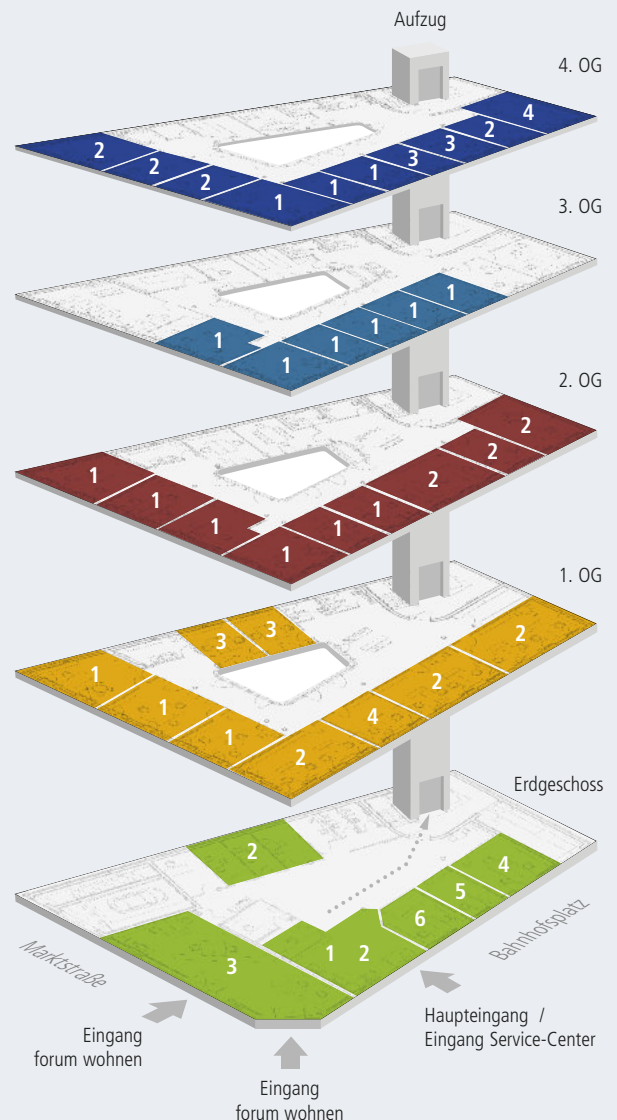 Aufzug
4. OG
4
2
3
3
1
1
1
2
2
2
3. OG
1
1
1
1
1
1
1
2. OG
2
2
2
1
1
1
1
1
1
1. OG
3
3
2
2
4
2
1
1
1
Erdgeschoss
2
4
5
6
1 2
3
Marktstraße
Bahnhofsplatz
Haupteingang /
Eingang Service-Center
Eingang
forum wohnen
Eingang
forum wohnen